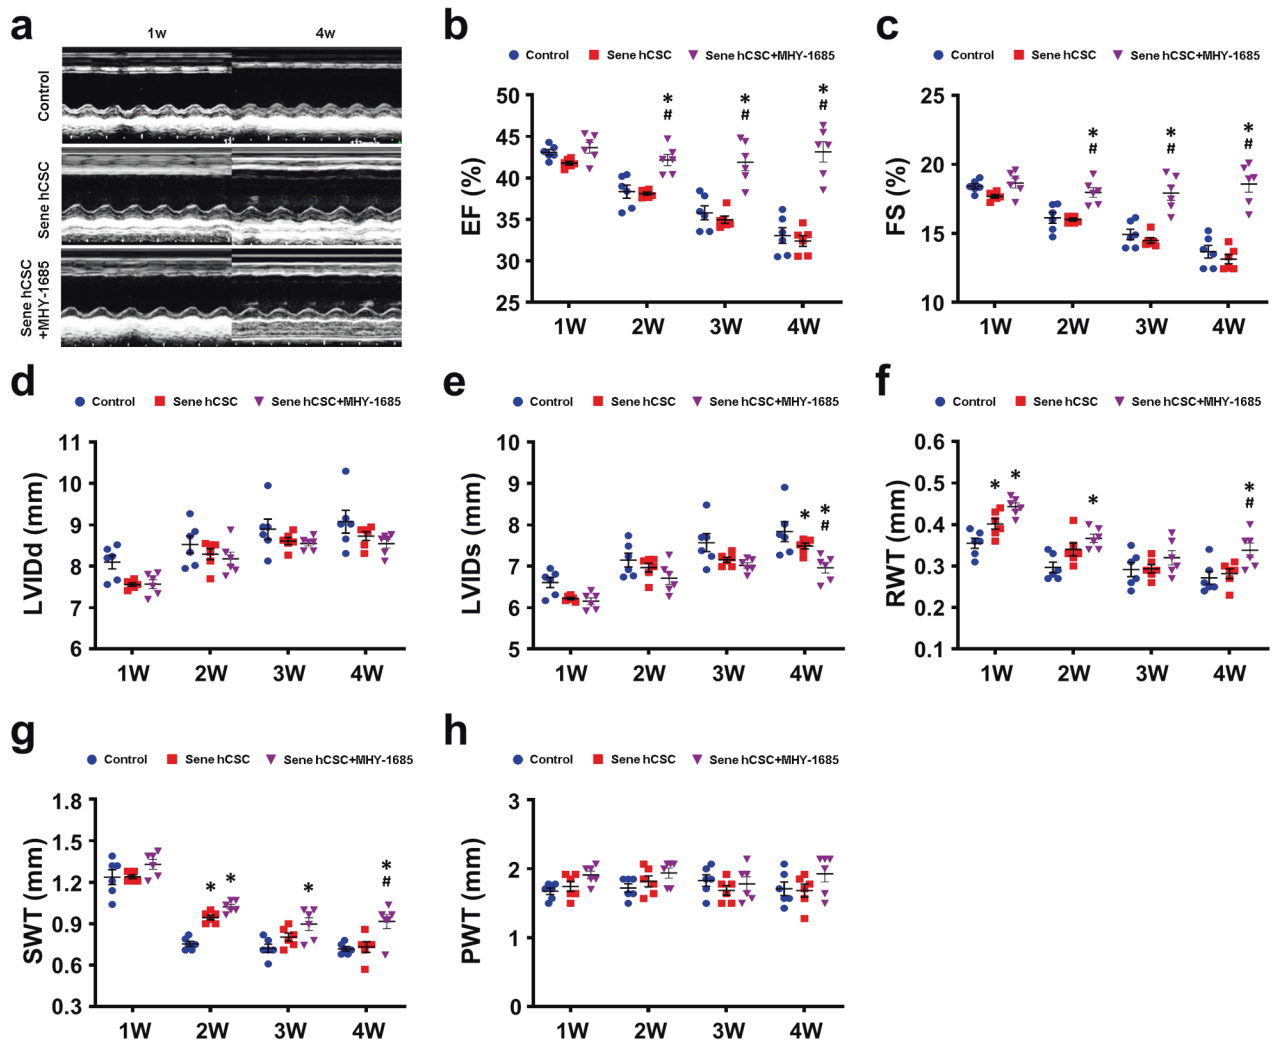 a
1w
4w
Control
Sene hCSC
Sene hCSC
+MHY-1685
b
Control
Sene hCSC
Sene hCSC+MHY-1685
EF (%)
50
45
40
35
30
25
*
#
*
#
*
#
1W
2W
3W
4W
c
Control
Sene hCSC
Sene hCSC+MHY-1685
FS (%)
25
20
15
10
*
#
*
#
*
#
1W
2W
3W
4W
d
Control
Sene hCSC
Sene hCSC+MHY-1685
LVIDd (mm)
11
10
9
8
7
6
1W
2W
3W
4W
e
Control
Sene hCSC
Sene hCSC+MHY-1685
LVIDs (mm)
10
9
8
7
6
5
*
*
#
1W
2W
3W
4W
f
Control
Sene hCSC
Sene hCSC+MHY-1685
RWT (mm)
0.6
0.5
0.4
0.3
0.2
0.1
*
*
*
*
#
1W
2W
3W
4W
g
Control
Sene hCSC
Sene hCSC+MHY-1685
SWT (mm)
1.8
1.5
1.2
0.9
0.6
0.3
*
*
*
*
#
1W
2W
3W
4W
h
Control
Sene hCSC
Sene hCSC+MHY-1685
PWT (mm)
3
2
1
0
1W
2W
3W
4W